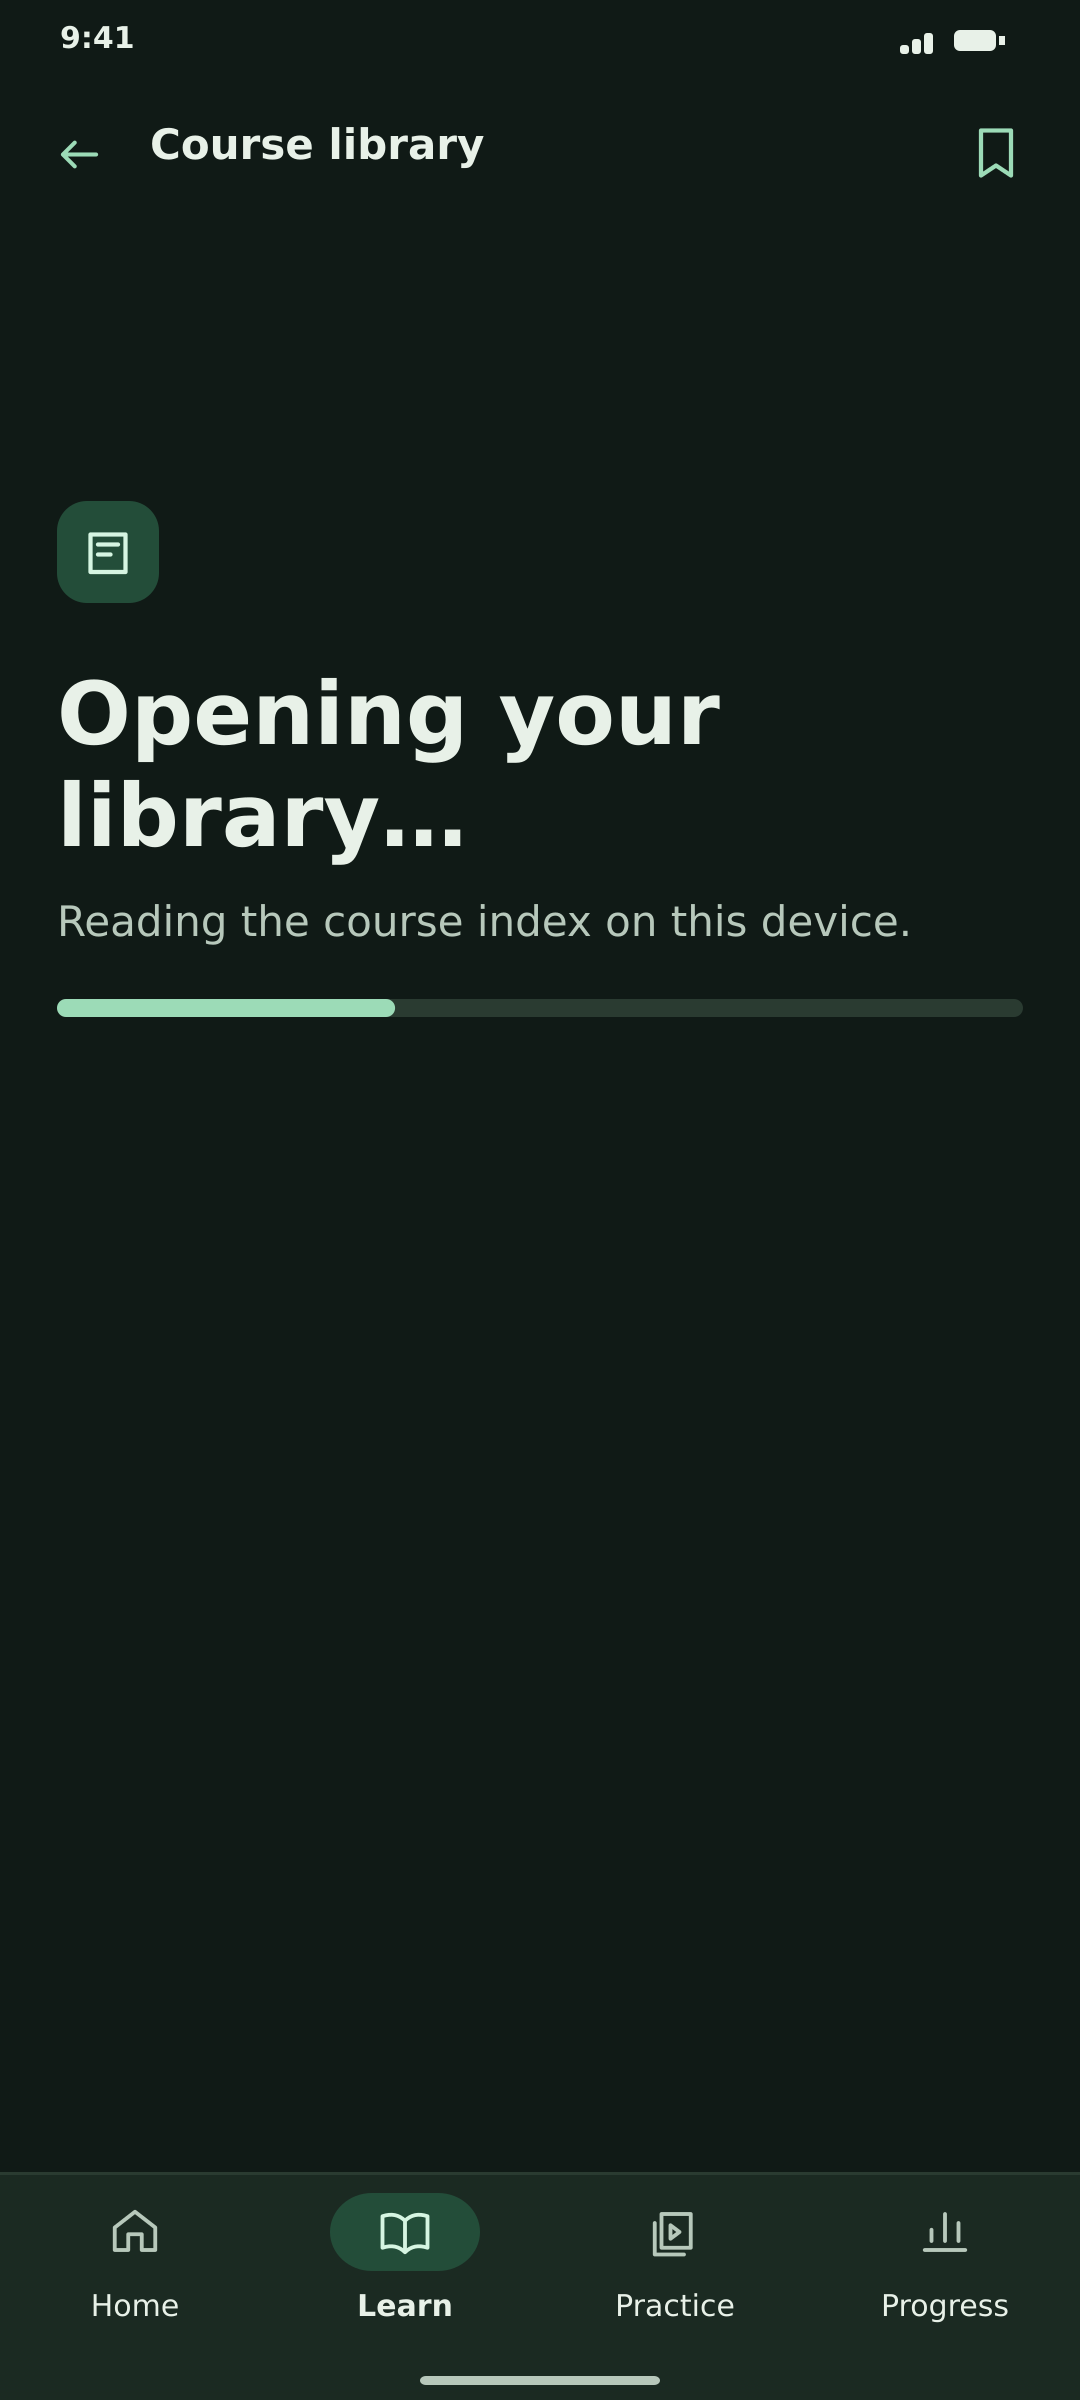 9:41
Course library
Opening your
library…
Reading the course index on this device.
Home
Learn
Practice
Progress